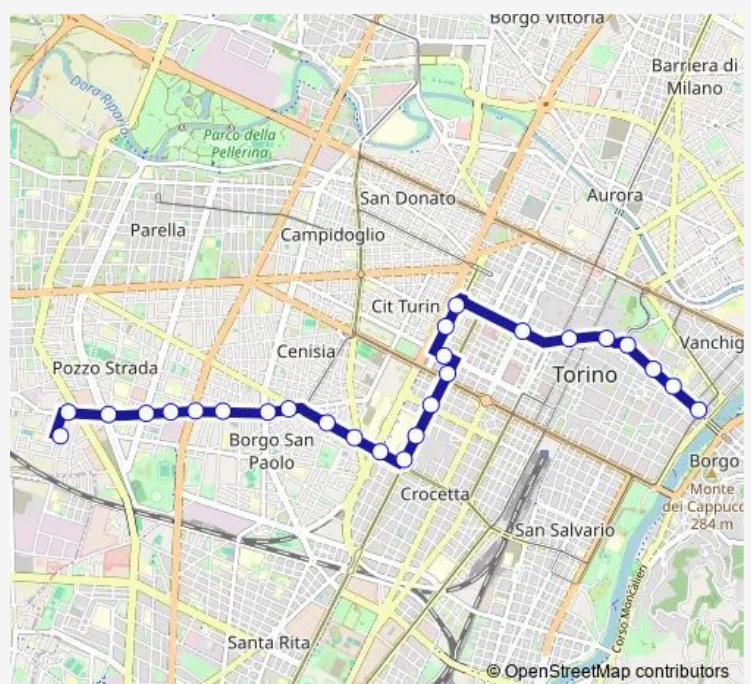 Borgo Vittoria
Barriera di
Milano
Dora Riparia
Parco della
Pellerina
San Donato
Aurora
Parella
Campidoglio
Cit Turin
Vanchig
Cenisia
Pozzo Strada
Torino
Borgo San
Paolo
Borgo
Crocetta
Monte
dei Cappucc
284 m
San Salvario
Corso Moncalieri
Santa Rita
© OpenStreetMap contributors